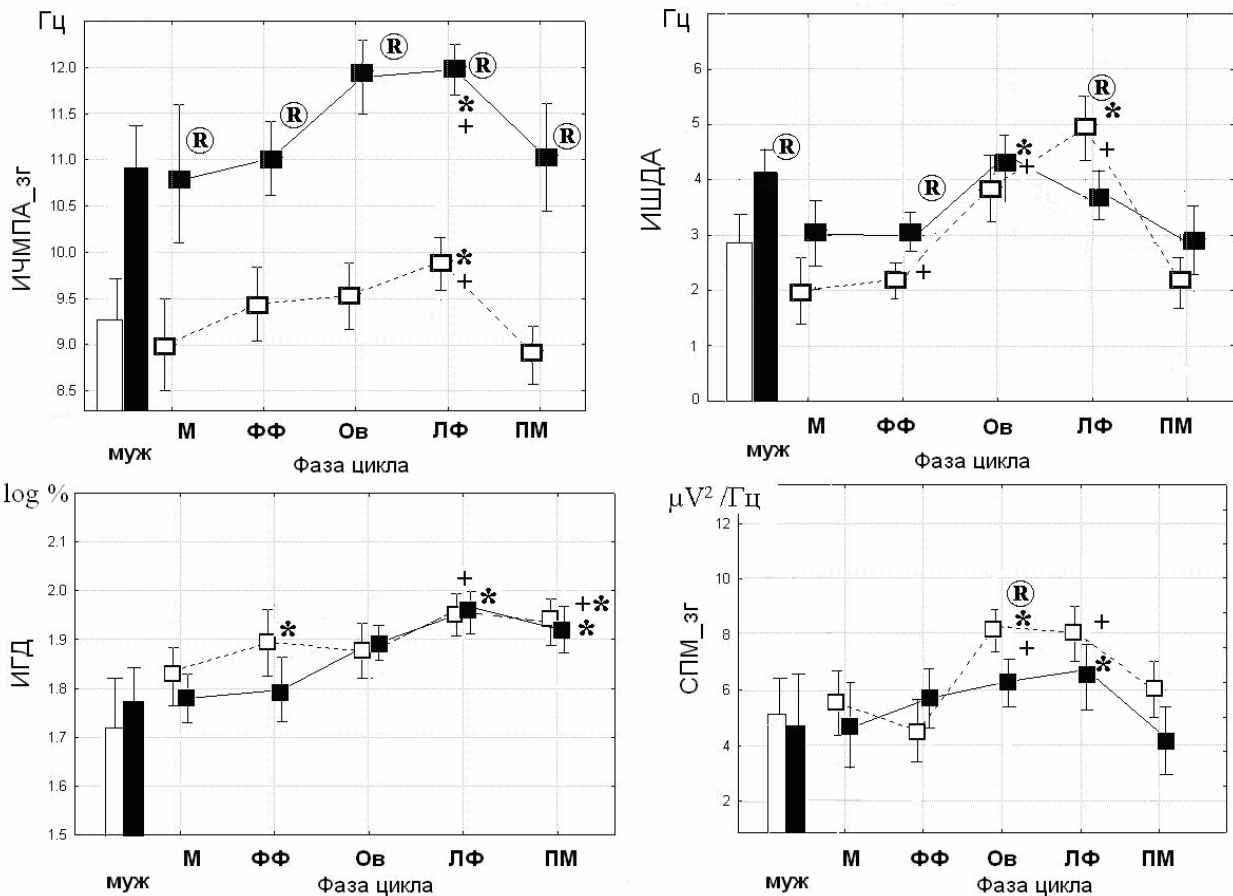 Гц
ИЧМПА_зг
12.0
11.5
11.0
10.5
10.0
9.5
9.0
8.5
R R R R R
*
+
*
+
М ФФ Ов ЛФ ПМ
муж
Фаза цикла
Гц
ИШДА
6
5
4
3
2
1
0
R R R
*
+
*
+
+
М ФФ Ов ЛФ ПМ
муж
Фаза цикла
log %
ИГД
2.1
2.0
1.9
1.8
1.7
1.6
1.5
*
+
*
+*
*
М ФФ Ов ЛФ ПМ
муж
Фаза цикла
μV² /Гц
СПМ_зг
12
10
8
6
4
2
R
*
+
+
*
М ФФ Ов ЛФ ПМ
муж
Фаза цикла